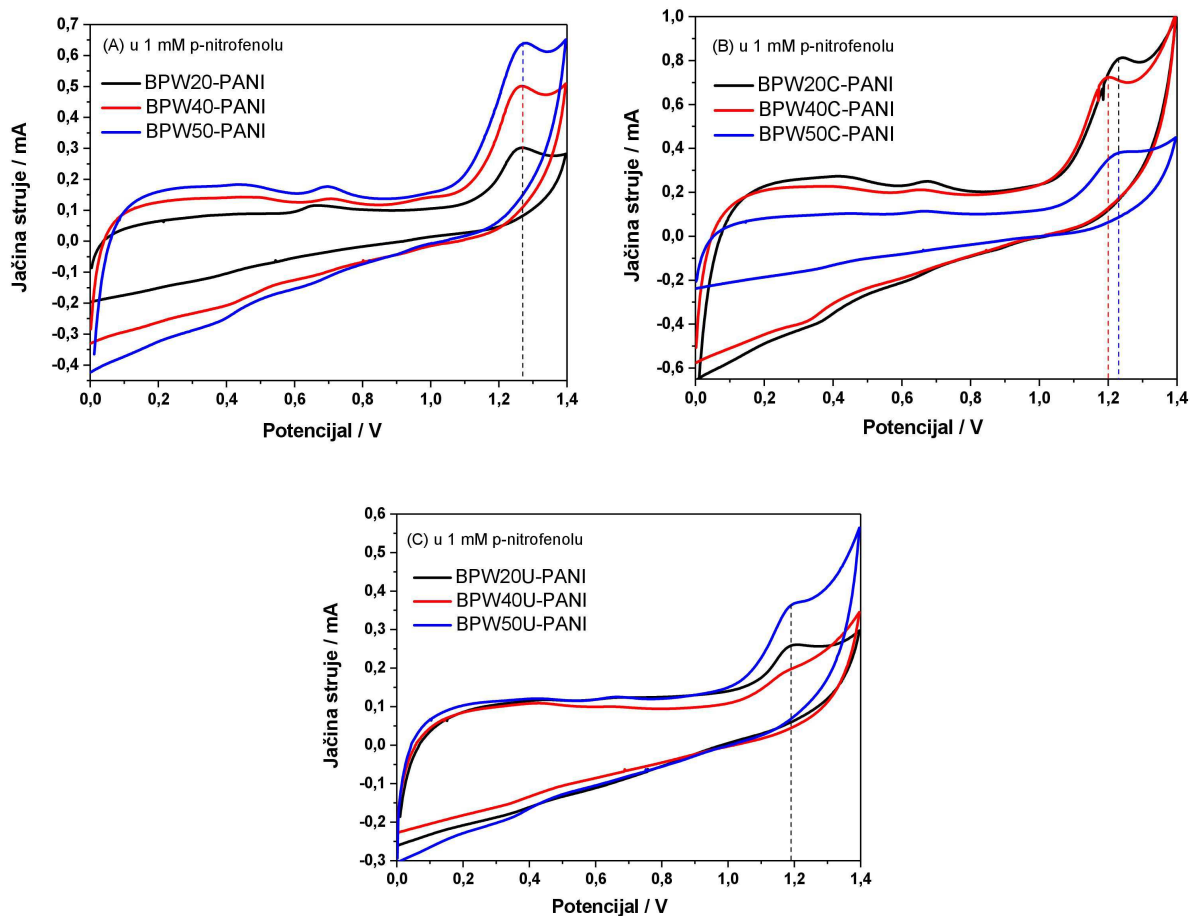 (A) u 1 mM p-nitrofenolu
BPW20-PANI
BPW40-PANI
BPW50-PANI
Jačina struje / mA
0,7
0,6
0,5
0,4
0,3
0,2
0,1
0,0
-0,1
-0,2
-0,3
-0,4
0,0 0,2 0,4 0,6 0,8 1,0 1,2 1,4
Potencijal / V
(B) u 1 mM p-nitrofenolu
BPW20C-PANI
BPW40C-PANI
BPW50C-PANI
Jačina struje / mA
1,0
0,8
0,6
0,4
0,2
0,0
-0,2
-0,4
-0,6
0,0 0,2 0,4 0,6 0,8 1,0 1,2 1,4
Potencijal / V
(C) u 1 mM p-nitrofenolu
BPW20U-PANI
BPW40U-PANI
BPW50U-PANI
Jačina struje / mA
0,6
0,5
0,4
0,3
0,2
0,1
0,0
-0,1
-0,2
-0,3
0,0 0,2 0,4 0,6 0,8 1,0 1,2 1,4
Potencijal / V